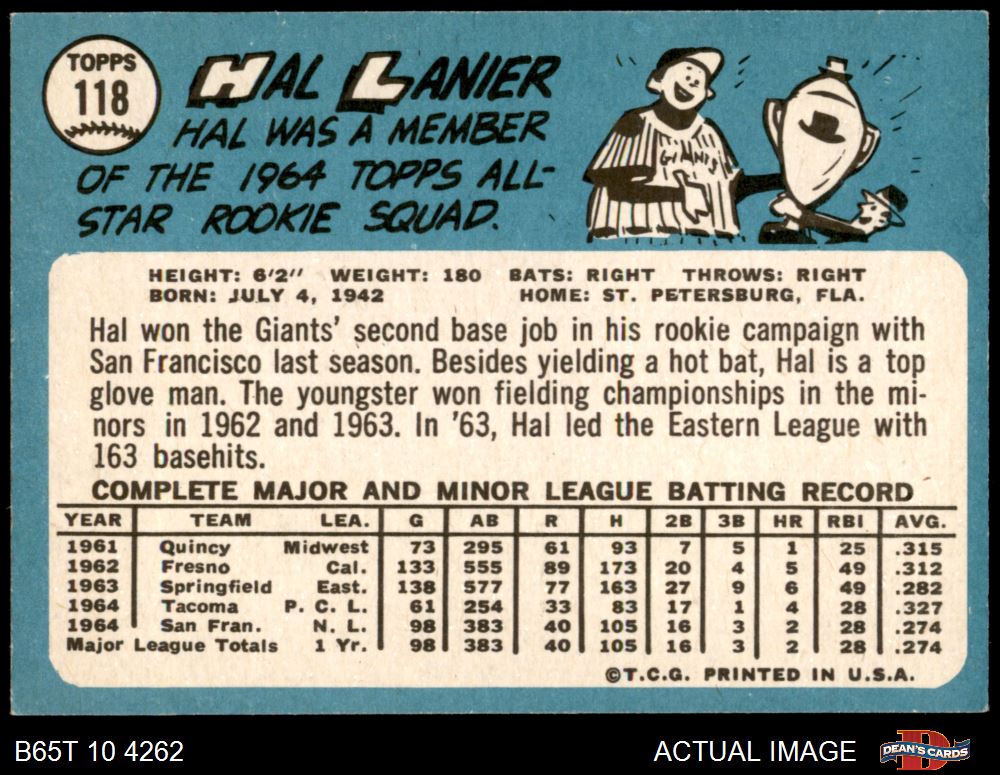 TOPPS
118
HAL LANIER
HAL WAS A MEMBER
OF THE 1964 TOPPS ALL-
STAR ROOKIE SQUAD.
GIANTS
HEIGHT: 6'2" WEIGHT: 180 BATS: RIGHT THROWS: RIGHT
BORN: JULY 4, 1942 HOME: ST. PETERSBURG, FLA.
Hal won the Giants' second base job in his rookie campaign with
San Francisco last season. Besides yielding a hot bat, Hal is a top
glove man. The youngster won fielding championships in the mi-
nors in 1962 and 1963. In '63, Hal led the Eastern League with
163 basehits.
COMPLETE MAJOR AND MINOR LEAGUE BATTING RECORD
YEAR TEAM LEA. G AB R H 2B 3B HR RBI AVG.
1961 Quincy Midwest 73 295 61 93 7 5 1 25 .315
1962 Fresno Cal. 133 555 89 173 20 4 5 49 .312
1963 Springfield East. 138 577 77 163 27 9 6 49 .282
1964 Tacoma P. C. L. 61 254 33 83 17 1 4 28 .327
1964 San Fran. N. L. 98 383 40 105 16 3 2 28 .274
Major League Totals 1 Yr. 98 383 40 105 16 3 2 28 .274
©T.C.G. PRINTED IN U.S.A.
B65T 10 4262 ACTUAL IMAGE D DEAN'S CARDS